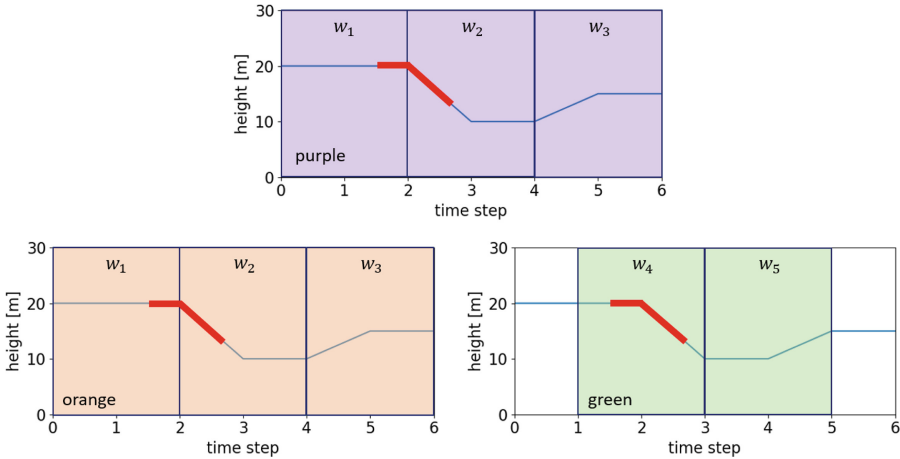 30
w1 w2 w3
20
height [m]
10
purple
0
0 1 2 3 4 5 6
time step
30
w1 w2 w3
20
height [m]
10
orange
0
0 1 2 3 4 5 6
time step
30
w4 w5
20
height [m]
10
green
0
0 1 2 3 4 5 6
time step